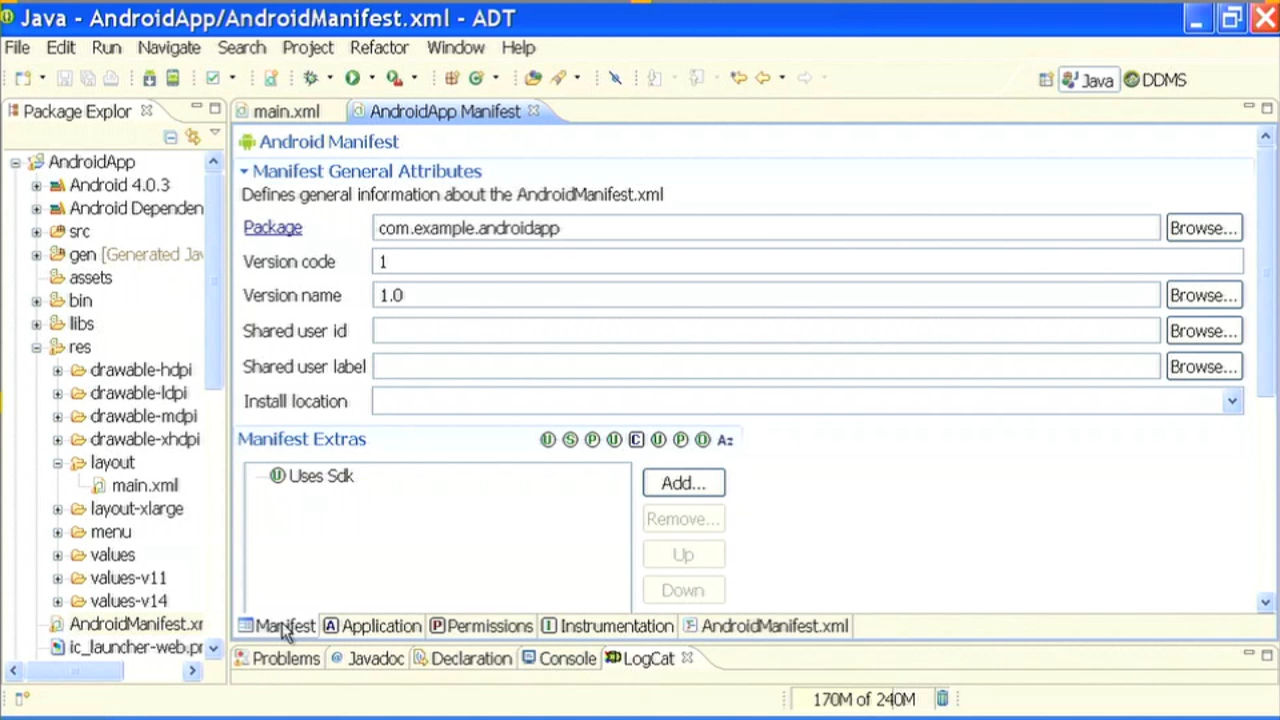 Java - AndroidApp/AndroidManifest.xml - ADT
File Edit Run Navigate Search Project Refactor Window Help
Java DDMS
Package Explor
AndroidApp
Android 4.0.3
Android Dependen
src
gen [Generated Jav
assets
bin
libs
res
drawable-hdpi
drawable-ldpi
drawable-mdpi
drawable-xhdpi
layout
main.xml
layout-xlarge
menu
values
values-v11
values-v14
AndroidManifest.xr
ic_launcher-web.pr
main.xml AndroidApp Manifest
Android Manifest
Manifest General Attributes
Defines general information about the AndroidManifest.xml
Package com.example.androidapp Browse...
Version code 1
Version name 1.0 Browse...
Shared user id Browse...
Shared user label Browse...
Install location
Manifest Extras U S P U C U P O Az
U Uses Sdk
Add...
Remove...
Up
Down
Manifest A Application P Permissions I Instrumentation AndroidManifest.xml
Problems @ Javadoc Declaration Console LogCat
170M of 240M